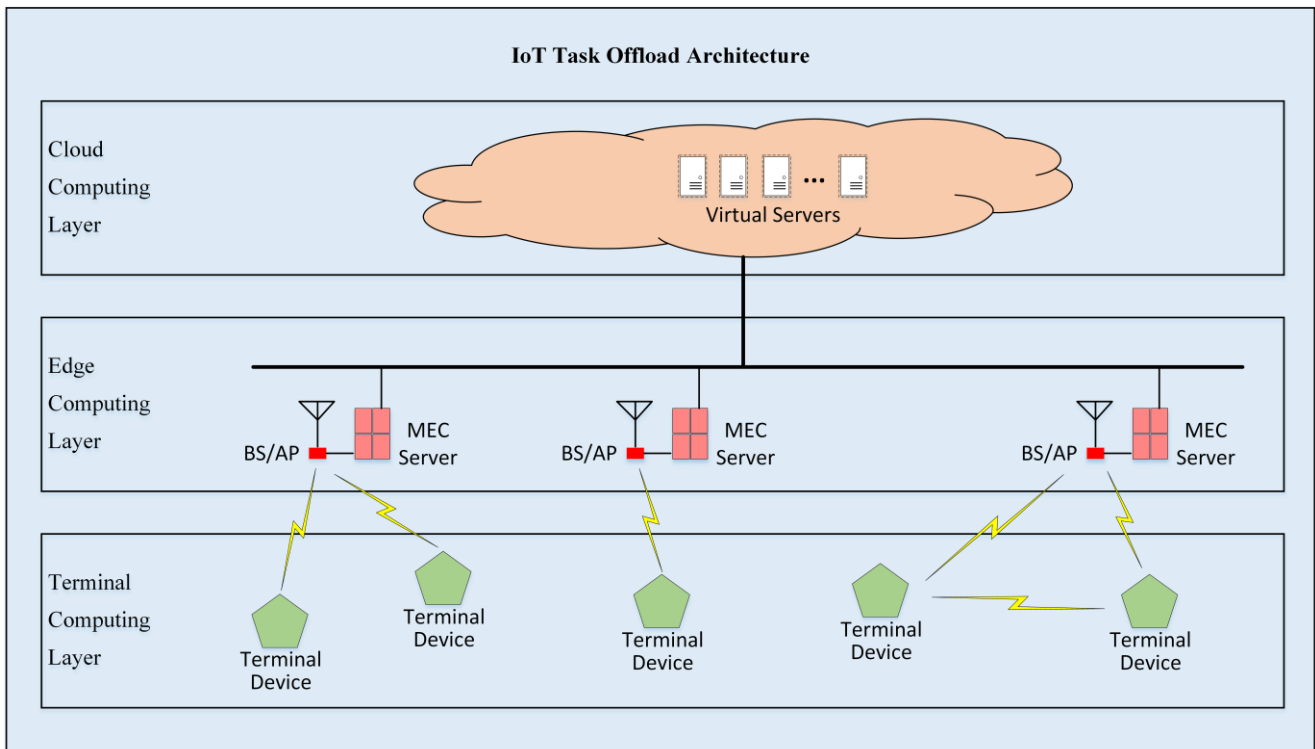 IoT Task Offload Architecture
Cloud
Computing
Layer
Virtual Servers
Edge
Computing
Layer
BS/AP
MEC
Server
BS/AP
MEC
Server
BS/AP
MEC
Server
Terminal
Computing
Layer
Terminal
Device
Terminal
Device
Terminal
Device
Terminal
Device
Terminal
Device